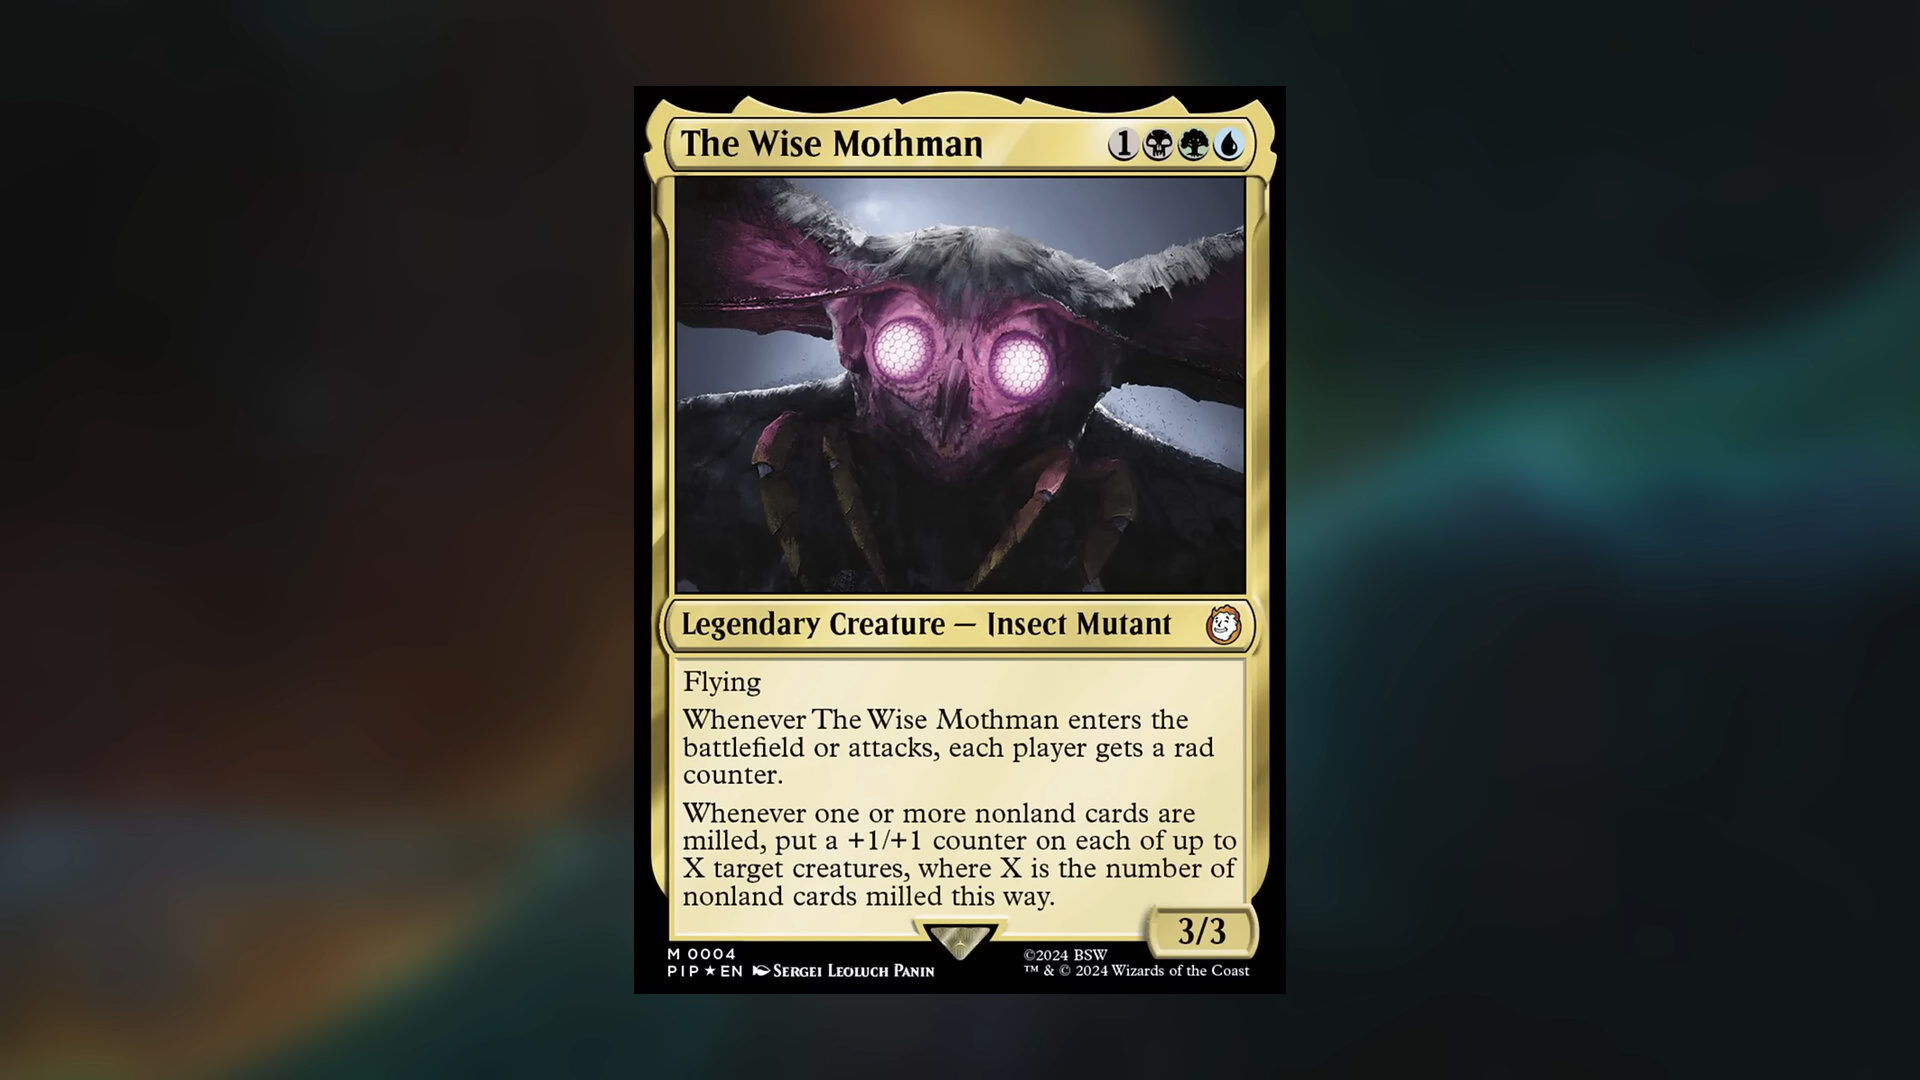 The Wise Mothman 1
Legendary Creature — Insect Mutant
Flying
Whenever The Wise Mothman enters the
battlefield or attacks, each player gets a rad
counter.
Whenever one or more nonland cards are
milled, put a +1/+1 counter on each of up to
X target creatures, where X is the number of
nonland cards milled this way.
3/3
M 0004
PIP★EN Sergei Leoluch Panin
©2024 BSW
™ & © 2024 Wizards of the Coast